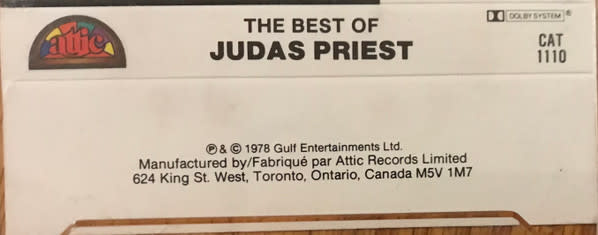 attic
THE BEST OF
JUDAS PRIEST
DOLBY SYSTEM ®
CAT
1110
℗ & © 1978 Gulf Entertainments Ltd.
Manufactured by/Fabriqué par Attic Records Limited
624 King St. West, Toronto, Ontario, Canada M5V 1M7